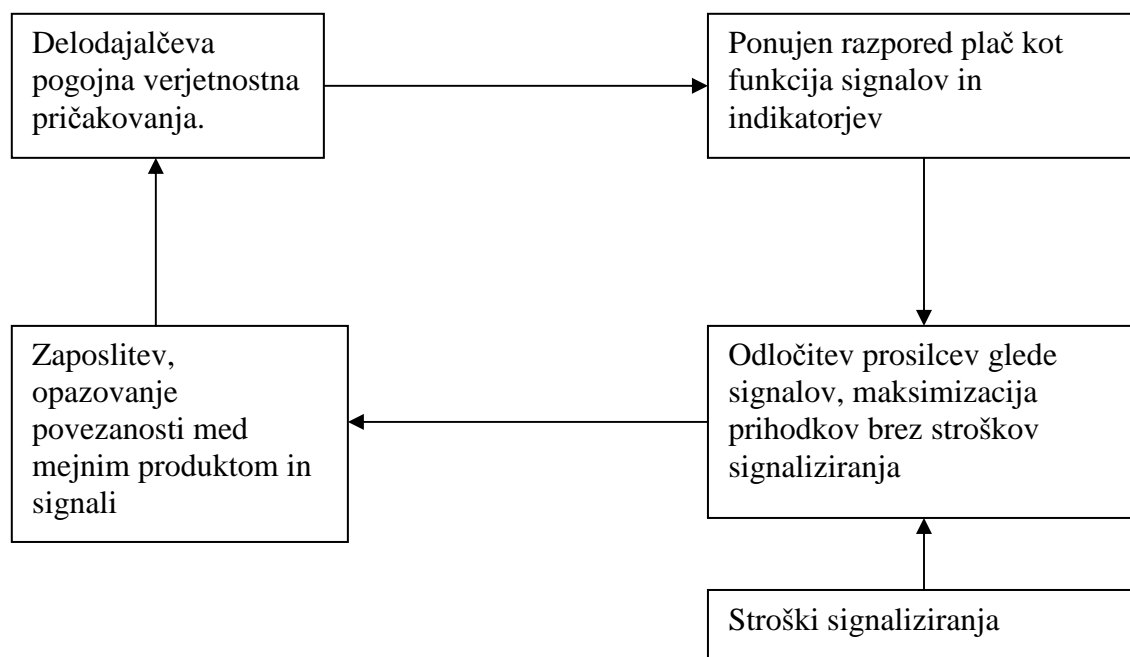 Delodajalčeva
pogojna verjetnostna
pričakovanja.
Ponujen razpored plač kot
funkcija signalov in
indikatorjev
Zaposlitev,
opazovanje
povezanosti med
mejnim produktom in
signali
Odločitev prosilcev glede
signalov, maksimizacija
prihodkov brez stroškov
signaliziranja
Stroški signaliziranja